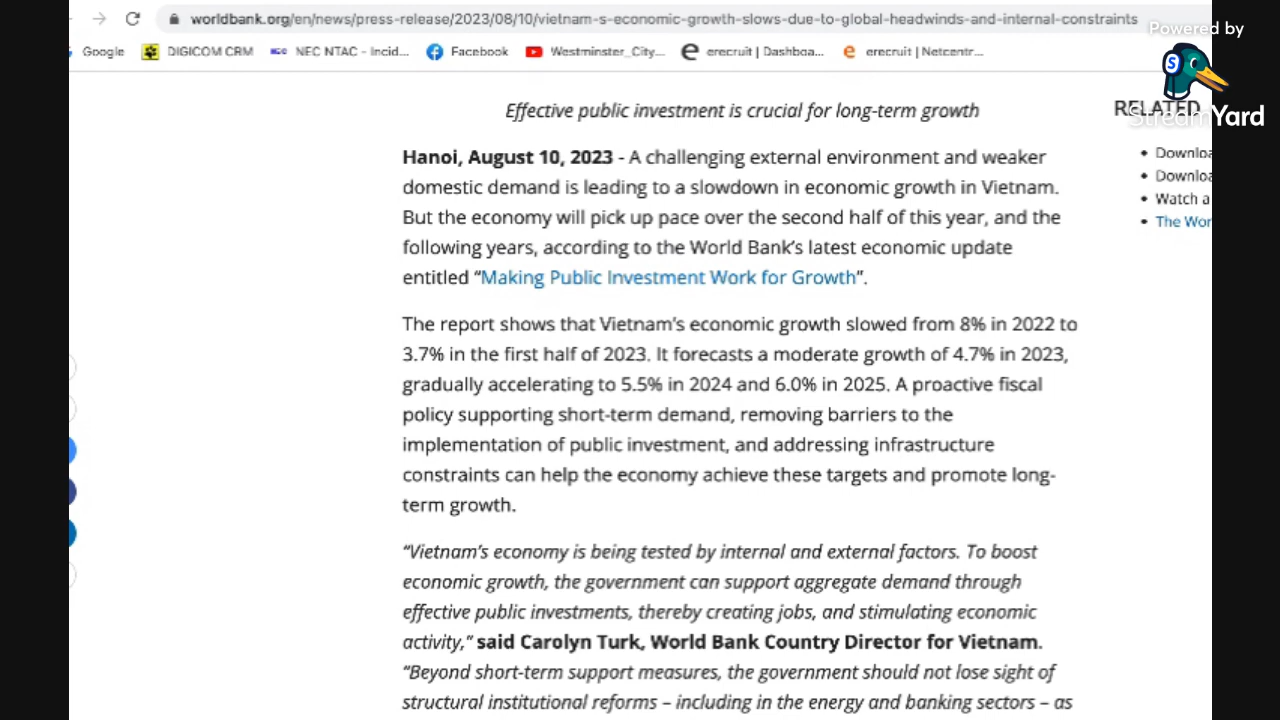 worldbank.org/en/news/press-release/2023/08/10/vietnam-s-economic-growth-slows-due-to-global-headwinds-and-internal-constraints
Powered by
StreamYard
Google DIGICOM CRM NEC NTAC - Incid... Facebook Westminster_City... erecruit | Dashboa... erecruit | Netcentr...
Effective public investment is crucial for long-term growth
RELATED
Hanoi, August 10, 2023 - A challenging external environment and weaker
domestic demand is leading to a slowdown in economic growth in Vietnam.
But the economy will pick up pace over the second half of this year, and the
following years, according to the World Bank’s latest economic update
entitled “Making Public Investment Work for Growth”.
• Downloa
• Downloa
• Watch a
• The Wor
The report shows that Vietnam’s economic growth slowed from 8% in 2022 to
3.7% in the first half of 2023. It forecasts a moderate growth of 4.7% in 2023,
gradually accelerating to 5.5% in 2024 and 6.0% in 2025. A proactive fiscal
policy supporting short-term demand, removing barriers to the
implementation of public investment, and addressing infrastructure
constraints can help the economy achieve these targets and promote long-
term growth.
“Vietnam’s economy is being tested by internal and external factors. To boost
economic growth, the government can support aggregate demand through
effective public investments, thereby creating jobs, and stimulating economic
activity,” said Carolyn Turk, World Bank Country Director for Vietnam.
“Beyond short-term support measures, the government should not lose sight of
structural institutional reforms – including in the energy and banking sectors – as